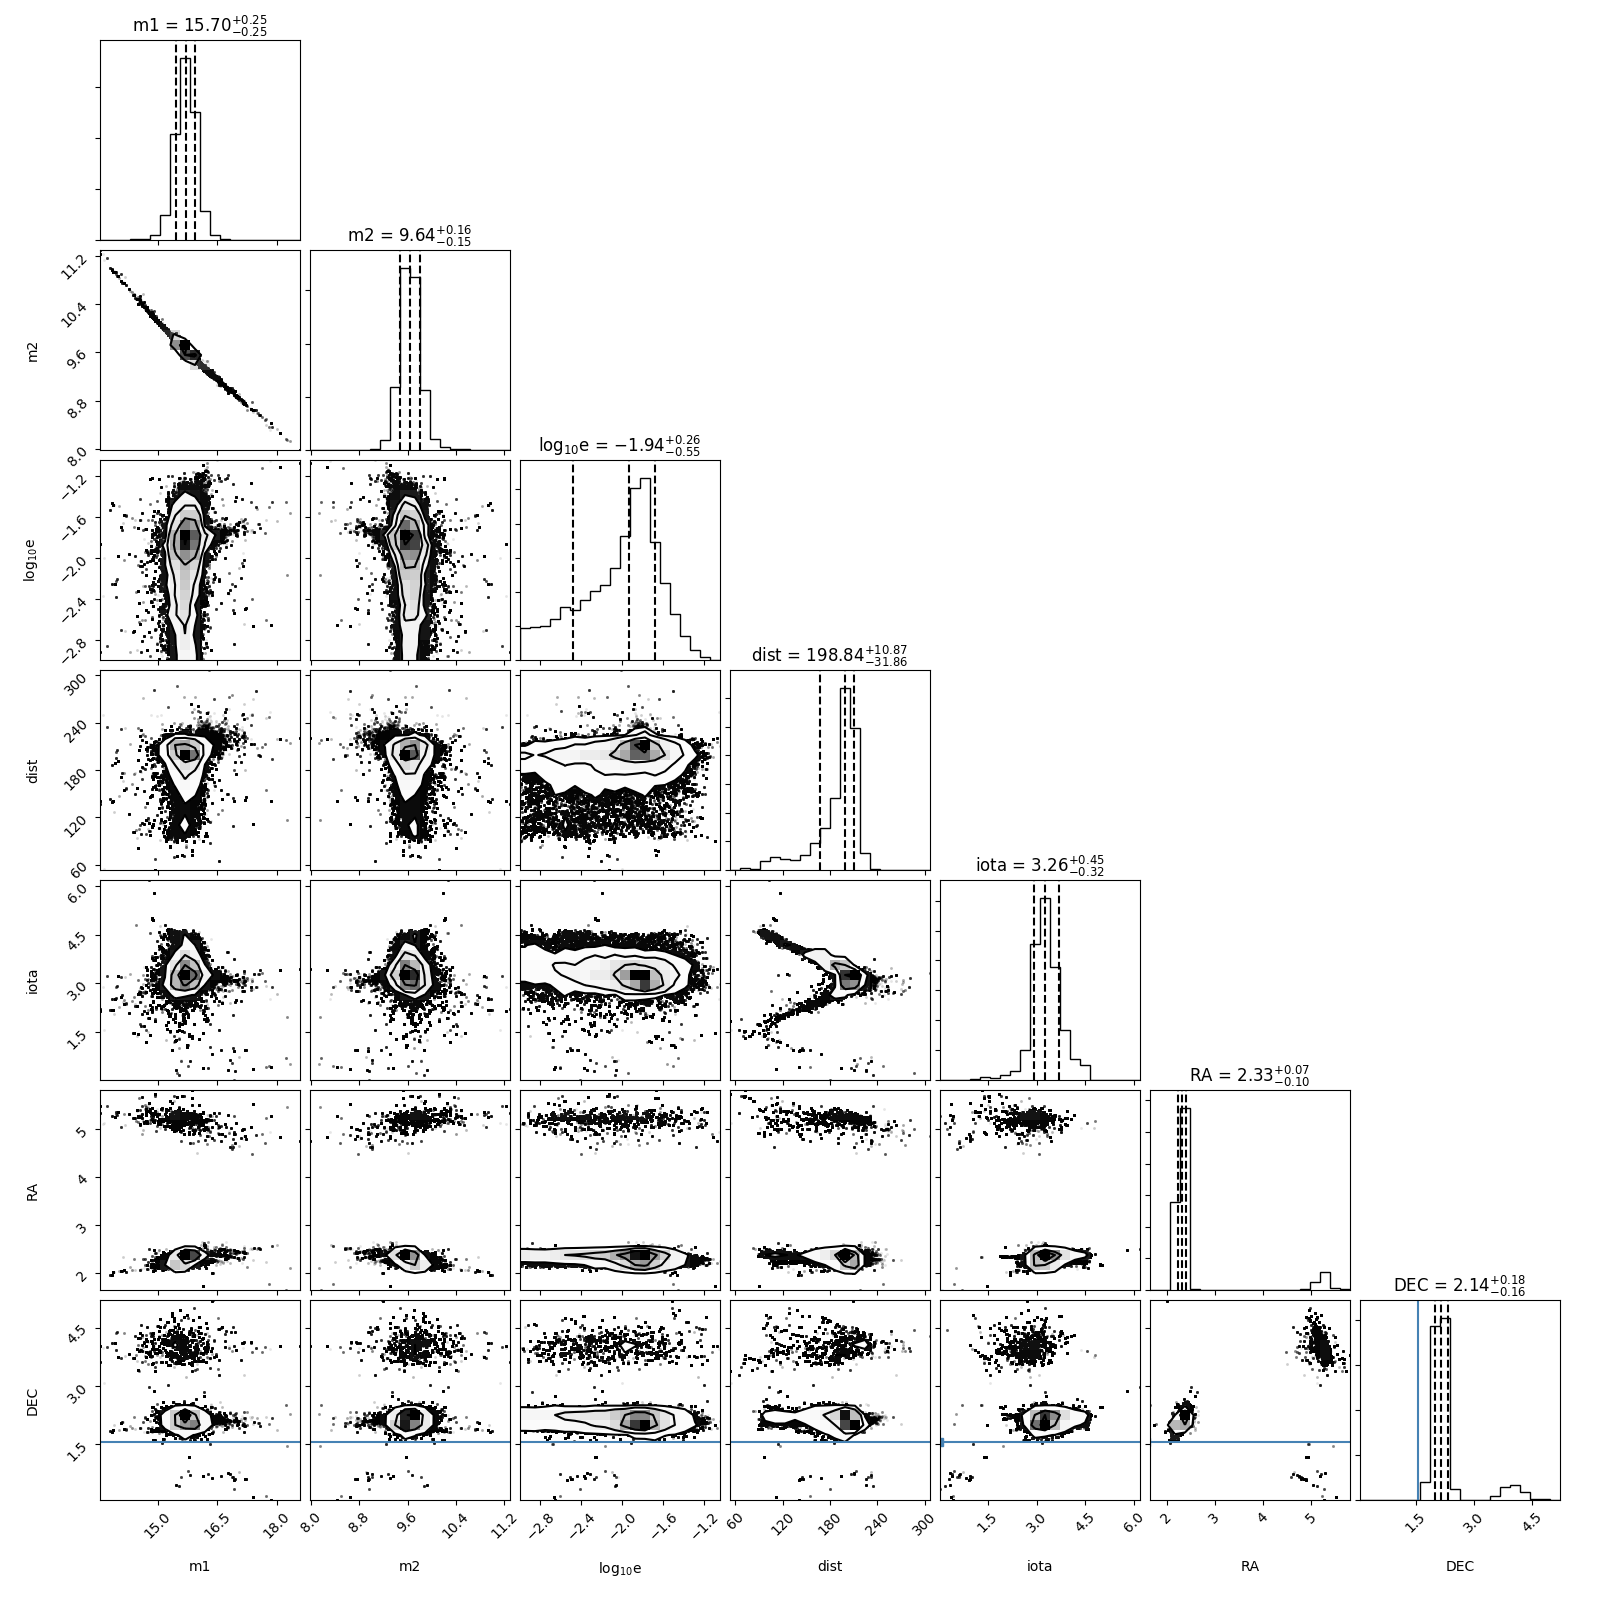 m1 = 15.70+0.25−0.25
m2 = 9.64+0.16−0.15
log10e = −1.94+0.26−0.55
dist = 198.84+10.87−31.86
iota = 3.26+0.45−0.32
RA = 2.33+0.07−0.10
DEC = 2.14+0.18−0.16
m2
11.2
10.4
9.6
8.8
8.0
log10e
−1.2
−1.6
−2.0
−2.4
−2.8
dist
300
240
180
120
60
iota
6.0
4.5
3.0
1.5
RA
5
4
3
2
DEC
4.5
3.0
1.5
15.0 16.5 18.0 8.0 8.8 9.6 10.4 11.2 −2.8 −2.4 −2.0 −1.6 −1.2 60 120 180 240 300 1.5 3.0 4.5 6.0 2 3 4 5 1.5 3.0 4.5
m1 m2 log10e dist iota RA DEC